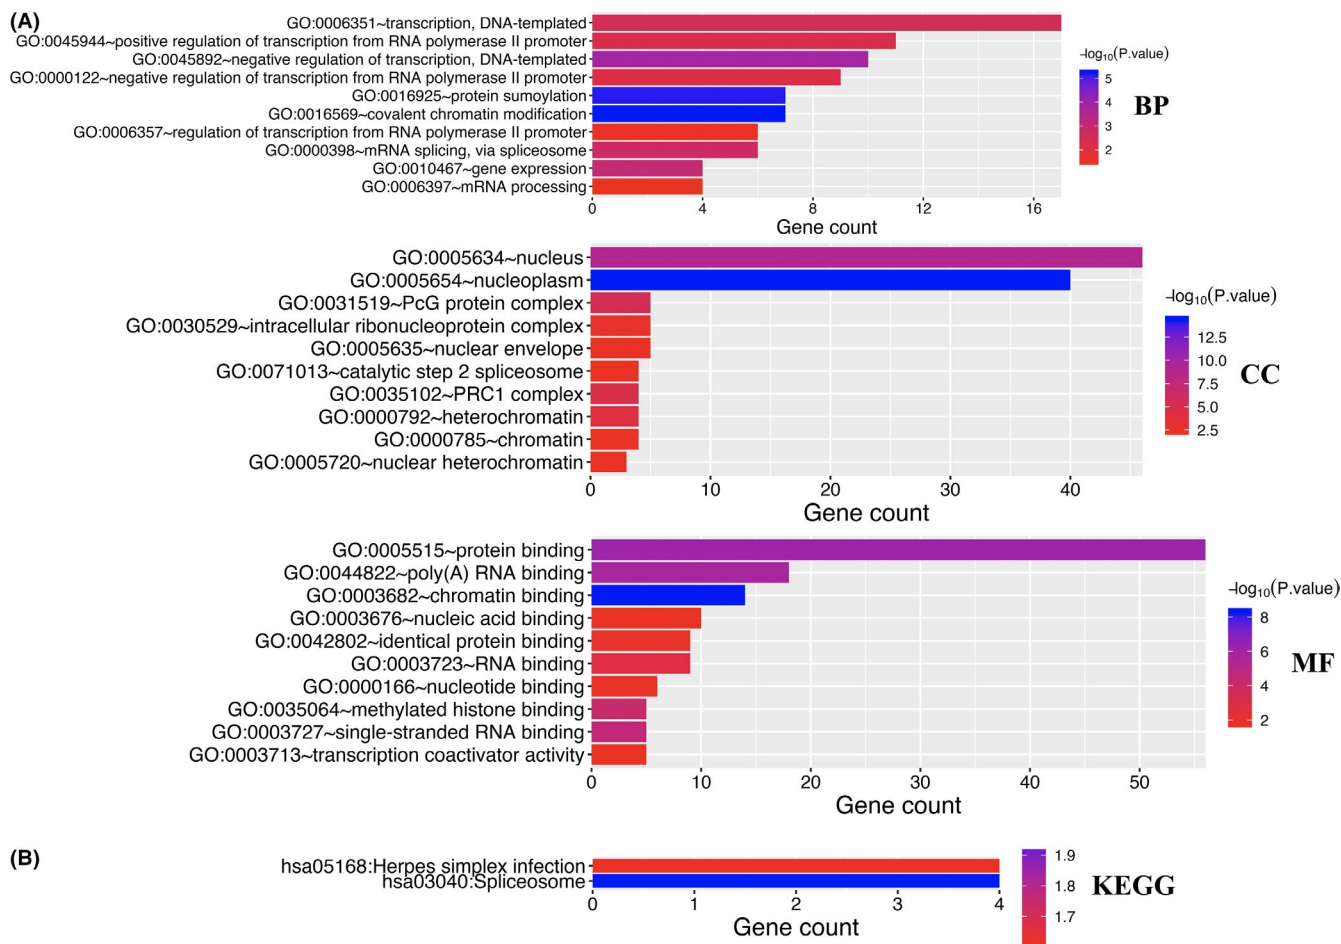 (A)
GO:0006351~transcription, DNA-templated
GO:0045944~positive regulation of transcription from RNA polymerase II promoter
GO:0045892~negative regulation of transcription, DNA-templated
GO:0000122~negative regulation of transcription from RNA polymerase II promoter
GO:0016925~protein sumoylation
GO:0016569~covalent chromatin modification
GO:0006357~regulation of transcription from RNA polymerase II promoter
GO:0000398~mRNA splicing, via spliceosome
GO:0010467~gene expression
GO:0006397~mRNA processing
0 4 8 12 16
Gene count
−log10(P.value)
5
4
3
2
BP
GO:0005634~nucleus
GO:0005654~nucleoplasm
GO:0031519~PcG protein complex
GO:0030529~intracellular ribonucleoprotein complex
GO:0005635~nuclear envelope
GO:0071013~catalytic step 2 spliceosome
GO:0035102~PRC1 complex
GO:0000792~heterochromatin
GO:0000785~chromatin
GO:0005720~nuclear heterochromatin
0 10 20 30 40
Gene count
−log10(P.value)
12.5
10.0
7.5
5.0
2.5
CC
GO:0005515~protein binding
GO:0044822~poly(A) RNA binding
GO:0003682~chromatin binding
GO:0003676~nucleic acid binding
GO:0042802~identical protein binding
GO:0003723~RNA binding
GO:0000166~nucleotide binding
GO:0035064~methylated histone binding
GO:0003727~single-stranded RNA binding
GO:0003713~transcription coactivator activity
0 10 20 30 40 50
Gene count
−log10(P.value)
8
6
4
2
MF
(B)
hsa05168:Herpes simplex infection
hsa03040:Spliceosome
0 1 2 3 4
Gene count
1.9
1.8
1.7
KEGG